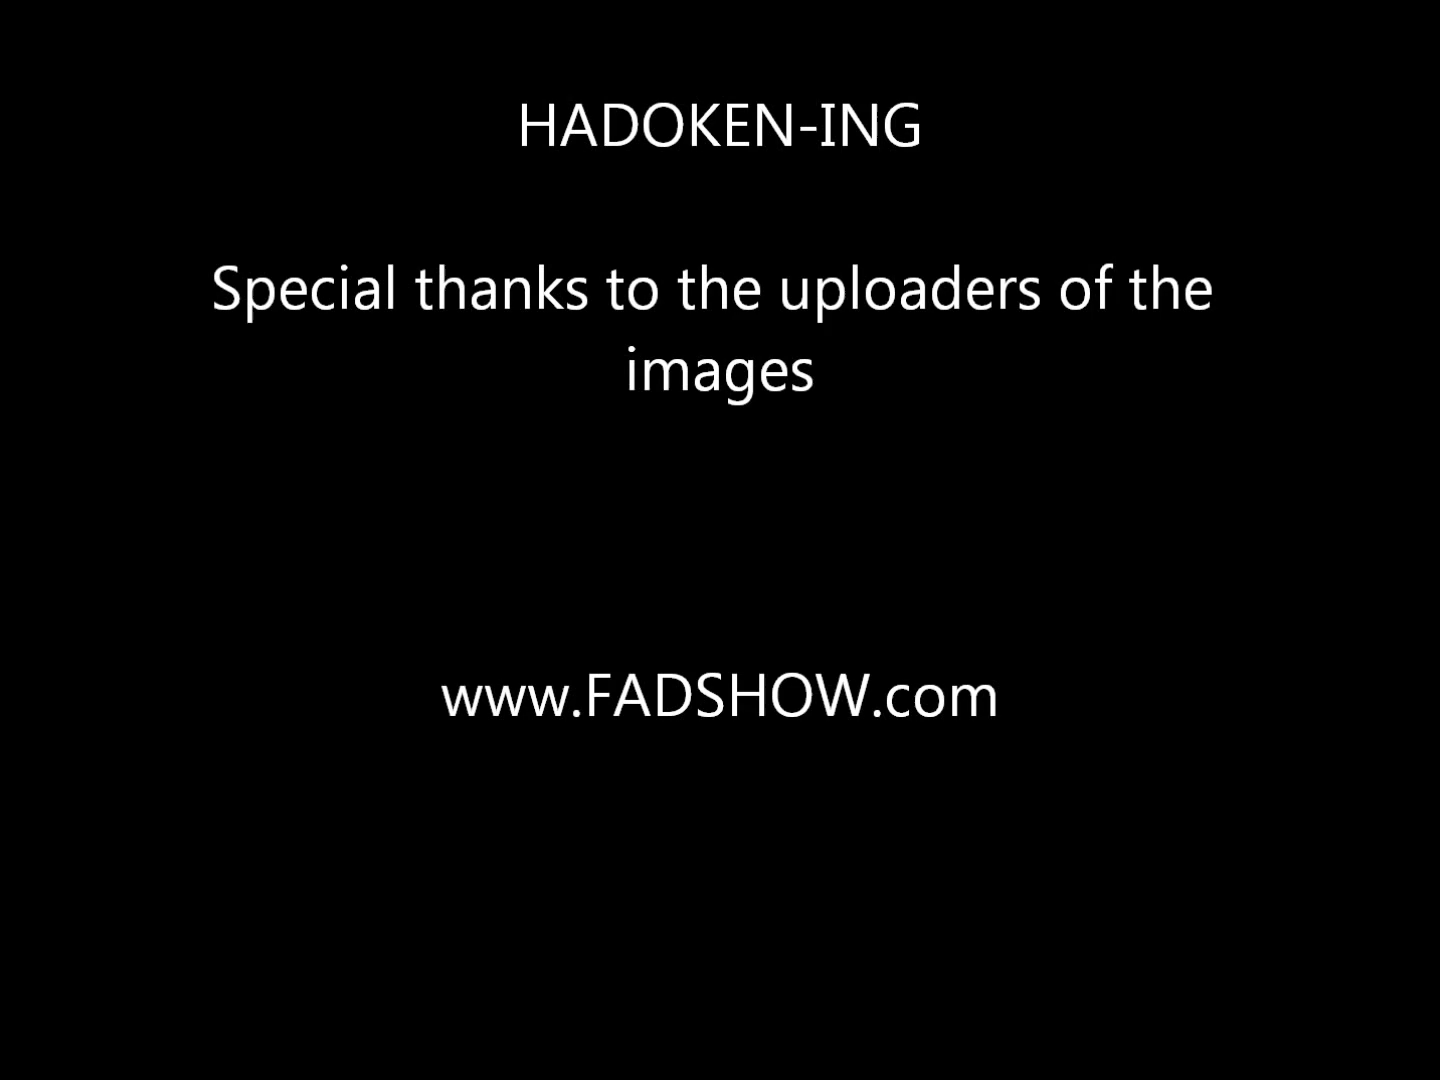 HADOKEN-ING
Special thanks to the uploaders of the
images
www.FADSHOW.com